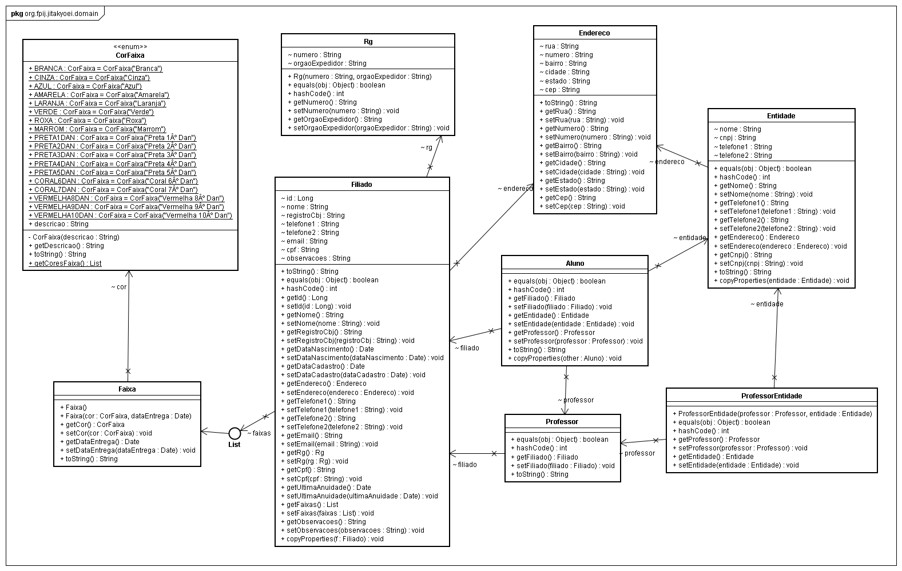 pkg org.fpij.jitakyoei.domain
<<enum>>
CorFaixa
+ BRANCA : CorFaixa = CorFaixa("Branca")
+ CINZA : CorFaixa = CorFaixa("Cinza")
+ AZUL : CorFaixa = CorFaixa("Azul")
+ AMARELA : CorFaixa = CorFaixa("Amarela")
+ LARANJA : CorFaixa = CorFaixa("Laranja")
+ VERDE : CorFaixa = CorFaixa("Verde")
+ ROXA : CorFaixa = CorFaixa("Roxa")
+ MARROM : CorFaixa = CorFaixa("Marrom")
+ PRETA1DAN : CorFaixa = CorFaixa("Preta 1Âº Dan")
+ PRETA2DAN : CorFaixa = CorFaixa("Preta 2Âº Dan")
+ PRETA3DAN : CorFaixa = CorFaixa("Preta 3Âº Dan")
+ PRETA4DAN : CorFaixa = CorFaixa("Preta 4Âº Dan")
+ PRETA5DAN : CorFaixa = CorFaixa("Preta 5Âº Dan")
+ CORAL6DAN : CorFaixa = CorFaixa("Coral 6Âº Dan")
+ CORAL7DAN : CorFaixa = CorFaixa("Coral 7Âº Dan")
+ VERMELHA8DAN : CorFaixa = CorFaixa("Vermelha 8Âº Dan")
+ VERMELHA9DAN : CorFaixa = CorFaixa("Vermelha 9Âº Dan")
+ VERMELHA10DAN : CorFaixa = CorFaixa("Vermelha 10Âº Dan")
+ descricao : String
- CorFaixa(descricao : String)
+ getDescricao() : String
+ toString() : String
+ getCoresFaixa() : List
~ cor
Faixa
+ Faixa()
+ Faixa(cor : CorFaixa, dataEntrega : Date)
+ getCor() : CorFaixa
+ setCor(cor : CorFaixa) : void
+ getDataEntrega() : Date
+ setDataEntrega(dataEntrega : Date) : void
+ toString() : String
List
~ faixas
Rg
~ numero : String
~ orgaoExpedidor : String
+ Rg(numero : String, orgaoExpedidor : String)
+ equals(obj : Object) : boolean
+ hashCode() : int
+ getNumero() : String
+ setNumero(numero : String) : void
+ getOrgaoExpedidor() : String
+ setOrgaoExpedidor(orgaoExpedidor : String) : void
~ rg
Filiado
~ id : Long
~ nome : String
~ registroCbj : String
~ telefone1 : String
~ telefone2 : String
~ email : String
~ cpf : String
~ observacoes : String
+ toString() : String
+ equals(obj : Object) : boolean
+ hashCode() : int
+ getId() : Long
+ setId(id : Long) : void
+ getNome() : String
+ setNome(nome : String) : void
+ getRegistroCbj() : String
+ setRegistroCbj(registroCbj : String) : void
+ getDataNascimento() : Date
+ setDataNascimento(dataNascimento : Date) : void
+ getDataCadastro() : Date
+ setDataCadastro(dataCadastro : Date) : void
+ getEndereco() : Endereco
+ setEndereco(endereco : Endereco) : void
+ getTelefone1() : String
+ setTelefone1(telefone1 : String) : void
+ getTelefone2() : String
+ setTelefone2(telefone2 : String) : void
+ getEmail() : String
+ setEmail(email : String) : void
+ getRg() : Rg
+ setRg(rg : Rg) : void
+ getCpf() : String
+ setCpf(cpf : String) : void
+ getUltimaAnuidade() : Date
+ setUltimaAnuidade(ultimaAnuidade : Date) : void
+ getFaixas() : List
+ setFaixas(faixas : List) : void
+ getObservacoes() : String
+ setObservacoes(observacoes : String) : void
+ copyProperties(f : Filiado) : void
Endereco
~ rua : String
~ numero : String
~ bairro : String
~ cidade : String
~ estado : String
~ cep : String
+ toString() : String
+ getRua() : String
+ setRua(rua : String) : void
+ getNumero() : String
+ setNumero(numero : String) : void
+ getBairro() : String
+ setBairro(bairro : String) : void
+ getCidade() : String
+ setCidade(cidade : String) : void
+ getEstado() : String
+ setEstado(estado : String) : void
+ getCep() : String
+ setCep(cep : String) : void
~ endereco
~ endereco
Entidade
~ nome : String
~ cnpj : String
~ telefone1 : String
~ telefone2 : String
+ equals(obj : Object) : boolean
+ hashCode() : int
+ getNome() : String
+ setNome(nome : String) : void
+ getTelefone1() : String
+ setTelefone1(telefone1 : String) : void
+ getTelefone2() : String
+ setTelefone2(telefone2 : String) : void
+ getEndereco() : Endereco
+ setEndereco(endereco : Endereco) : void
+ getCnpj() : String
+ setCnpj(cnpj : String) : void
+ toString() : String
+ copyProperties(entidade : Entidade) : void
~ entidade
~ entidade
Aluno
+ equals(obj : Object) : boolean
+ hashCode() : int
+ getFiliado() : Filiado
+ setFiliado(filiado : Filiado) : void
+ getEntidade() : Entidade
+ setEntidade(entidade : Entidade) : void
+ getProfessor() : Professor
+ setProfessor(professor : Professor) : void
+ toString() : String
+ copyProperties(other : Aluno) : void
~ filiado
~ professor
Professor
+ equals(obj : Object) : boolean
+ hashCode() : int
+ getFiliado() : Filiado
+ setFiliado(filiado : Filiado) : void
+ toString() : String
~ filiado
~ professor
ProfessorEntidade
+ ProfessorEntidade(professor : Professor, entidade : Entidade)
+ equals(obj : Object) : boolean
+ hashCode() : int
+ getProfessor() : Professor
+ setProfessor(professor : Professor) : void
+ getEntidade() : Entidade
+ setEntidade(entidade : Entidade) : void